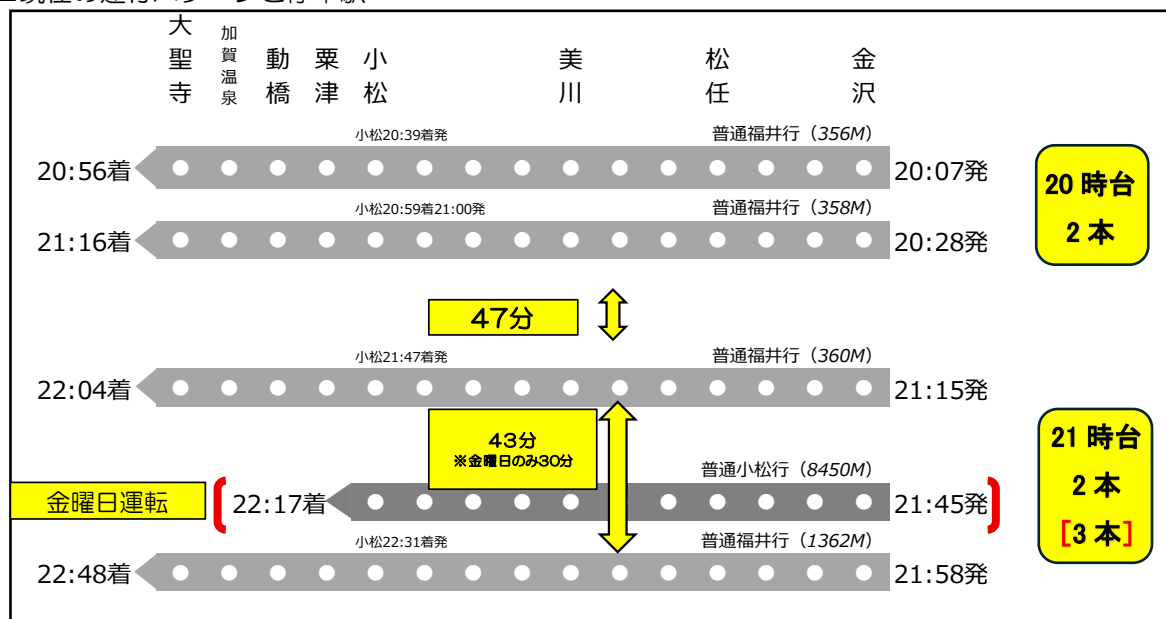 大聖寺
加賀温泉
動橋
粟津
小松
美川
松任
金沢
小松20:39着発
普通福井行（356M）
20:56着
20:07発
小松20:59着21:00発
普通福井行（358M）
21:16着
20:28発
20 時台
2 本
47分
小松21:47着発
普通福井行（360M）
22:04着
21:15発
43分
※金曜日のみ30分
普通小松行（8450M）
金曜日運転
22:17着
21:45発
小松22:31着発
普通福井行（1362M）
22:48着
21:58発
21 時台
2 本
[3 本]